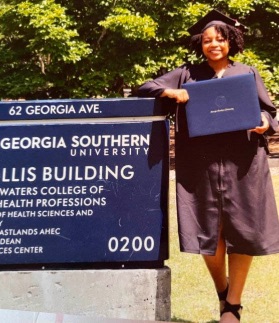 62 GEORGIA AVE.
GEORGIA SOUTHERN
UNIVERSITY
LLIS BUILDING
WATERS COLLEGE OF
HEALTH PROFESSIONS
OF HEALTH SCIENCES AND
Y
EASTLANDS AHEC
DEAN
CES CENTER
0200